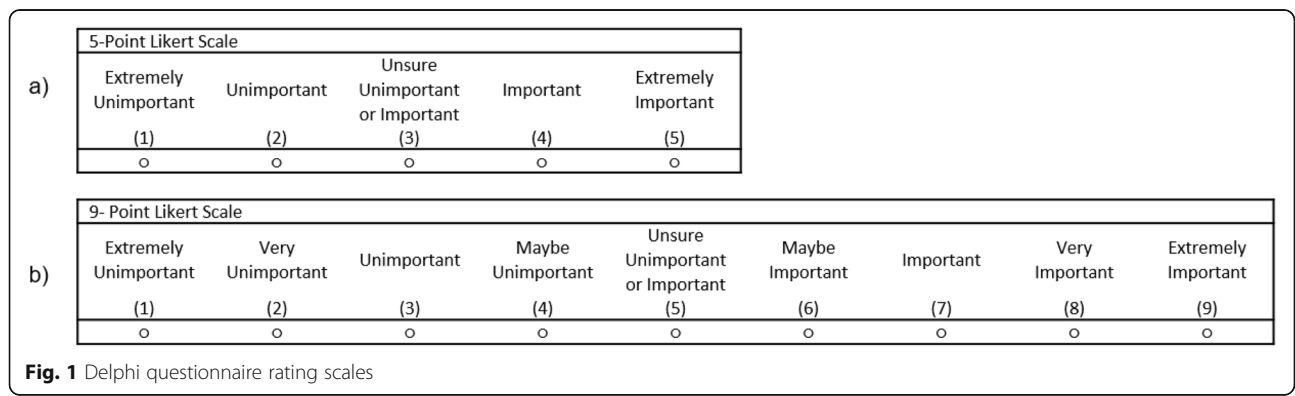 a)
5-Point Likert Scale
Extremely Unimportant (1)
Unimportant (2)
Unsure Unimportant or Important (3)
Important (4)
Extremely Important (5)
b)
9- Point Likert Scale
Extremely Unimportant (1)
Very Unimportant (2)
Unimportant (3)
Maybe Unimportant (4)
Unsure Unimportant or Important (5)
Maybe Important (6)
Important (7)
Very Important (8)
Extremely Important (9)
Fig. 1 Delphi questionnaire rating scales